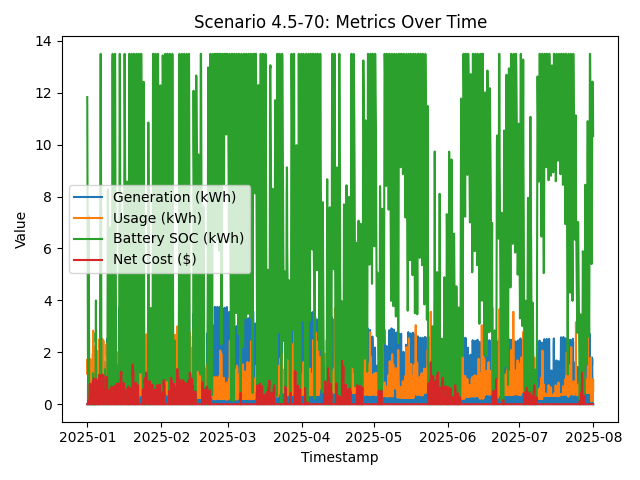 Scenario 4.5-70: Metrics Over Time
14
12
10
8
6
4
2
0
Value
Generation (kWh)
Usage (kWh)
Battery SOC (kWh)
Net Cost ($)
2025-01 2025-02 2025-03 2025-04 2025-05 2025-06 2025-07 2025-08
Timestamp